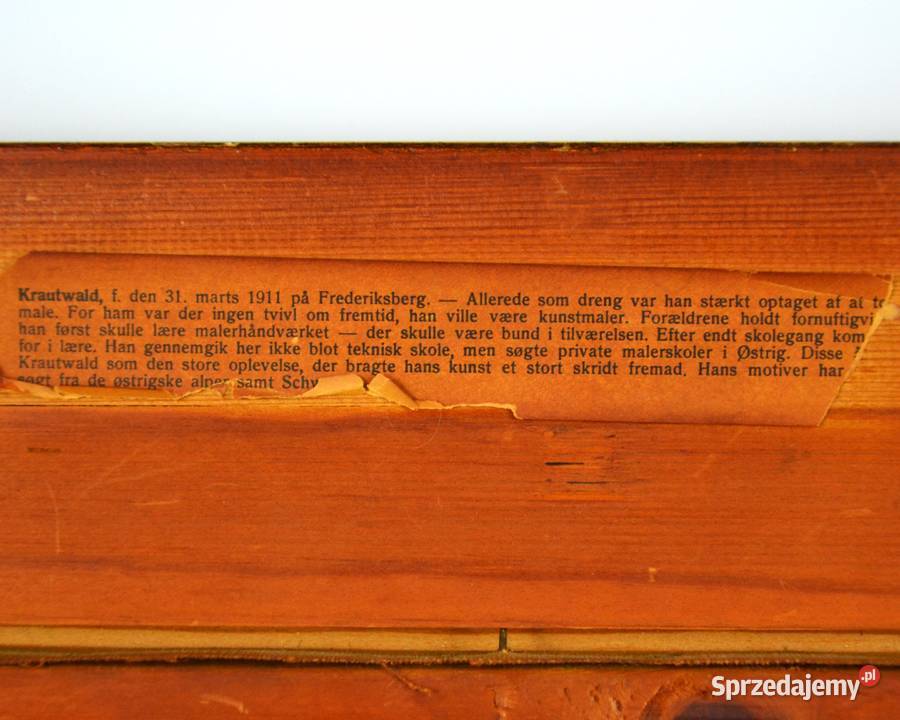 Krautwald, f. den 31. marts 1911 på Frederiksberg. — Allerede som dreng var han stærkt optaget af at
male. For ham var der ingen tvivl om fremtid, han ville være kunstmaler. Forældrene holdt fornuftigvi
han først skulle lære malerhåndværket — der skulle være bund i tilværelsen. Efter endt skolegang kom
for i lære. Han gennemgik her ikke blot teknisk skole, men søgte private malerskoler i Østrig. Disse
Krautwald som den store oplevelse, der bragte hans kunst et stort skridt fremad. Hans motiver har
fra de østrigske alper samt Schw
Sprzedajemy.pl